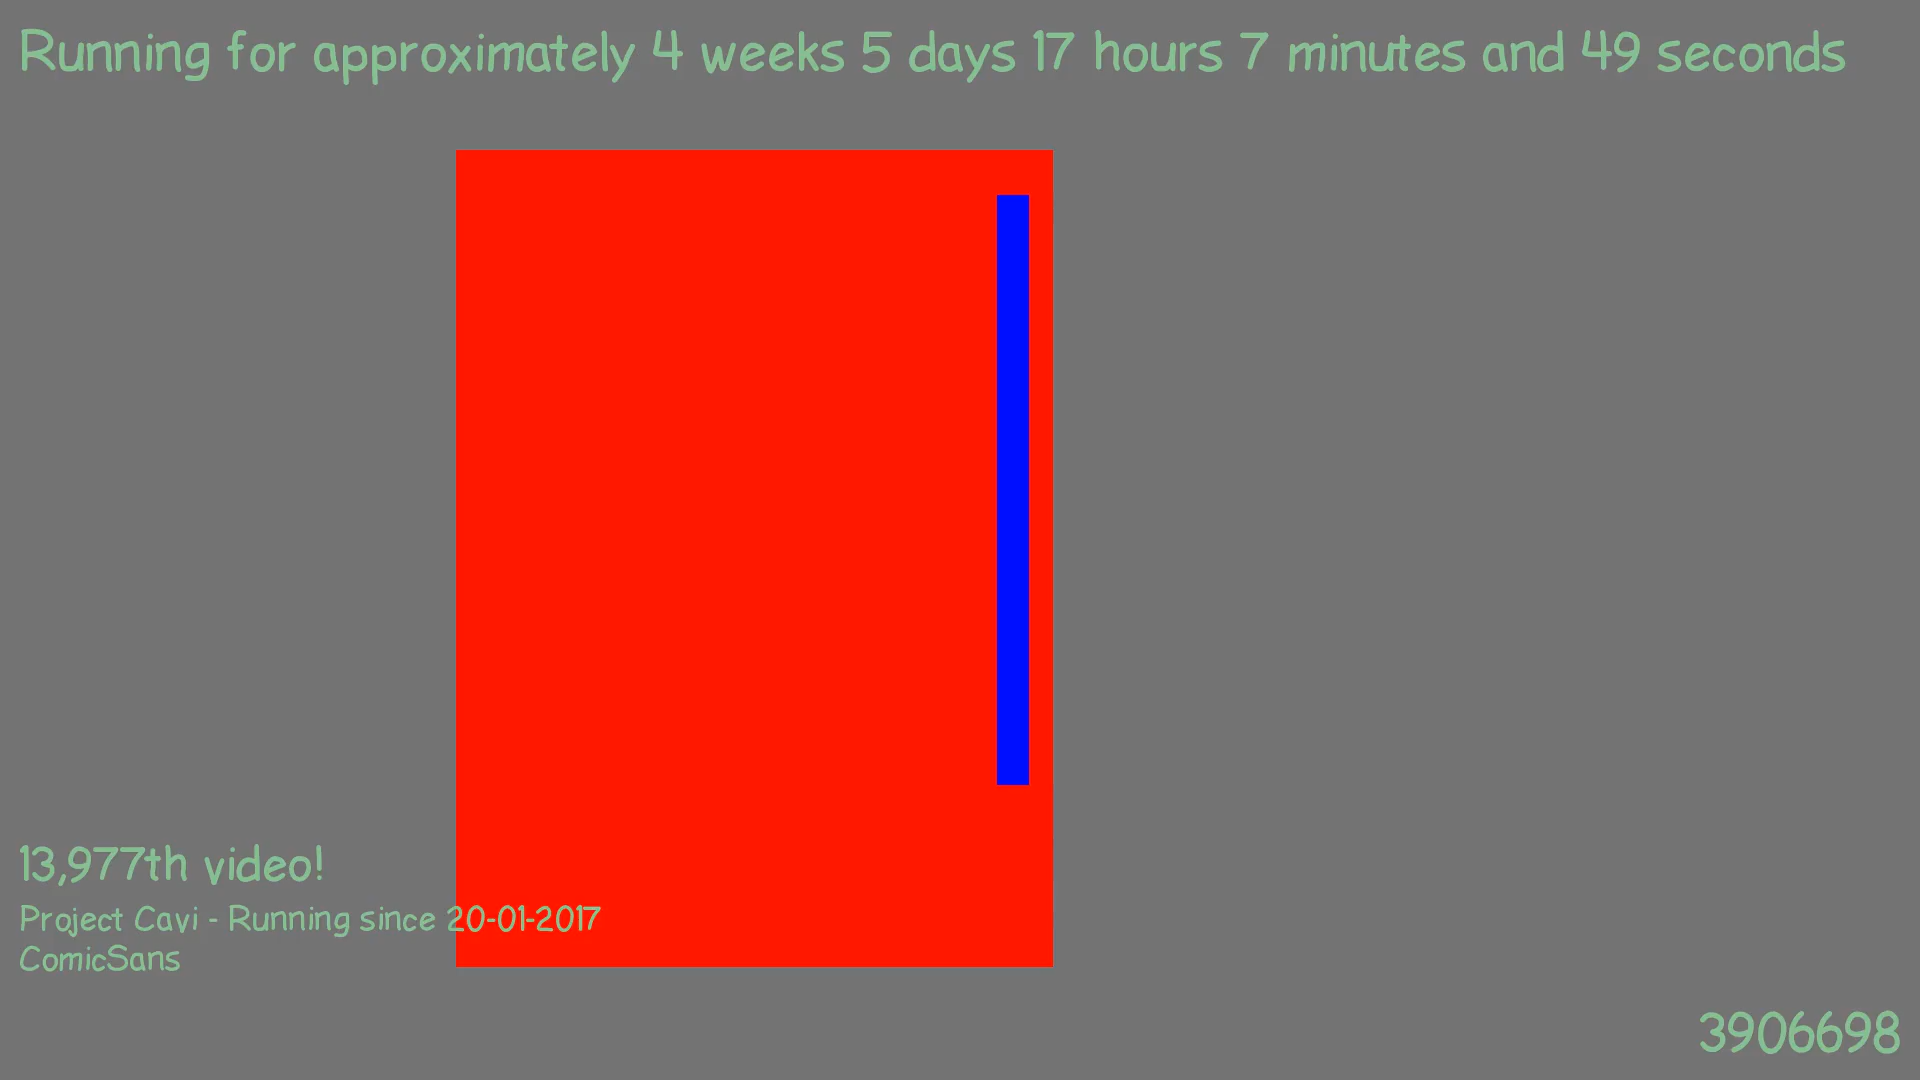 Running for approximately 4 weeks 5 days 17 hours 7 minutes and 49 seconds
13,977th video!
Project Cavi - Running since 20-01-2017
ComicSans
3906698